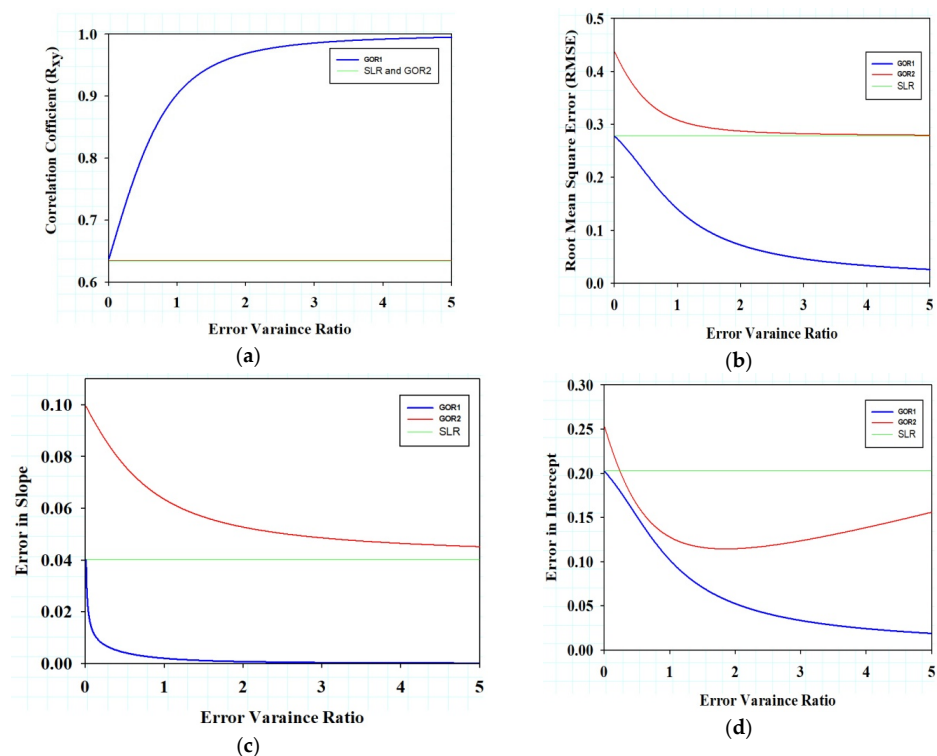 Correlation Cofficient (Rxy)
1.0
0.9
0.8
0.7
0.6
GOR1
SLR and GOR2
0 1 2 3 4 5
Error Varaince Ratio
(a)
Root Mean Square Error (RMSE)
0.5
0.4
0.3
0.2
0.1
0.0
GOR1
GOR2
SLR
0 1 2 3 4 5
Error Varaince Ratio
(b)
Error in Slope
0.10
0.08
0.06
0.04
0.02
0.00
GOR1
GOR2
SLR
0 1 2 3 4 5
Error Varaince Ratio
(c)
Error in Intercept
0.30
0.25
0.20
0.15
0.10
0.05
0.00
GOR1
GOR2
SLR
0 1 2 3 4 5
Error Varaince Ratio
(d)